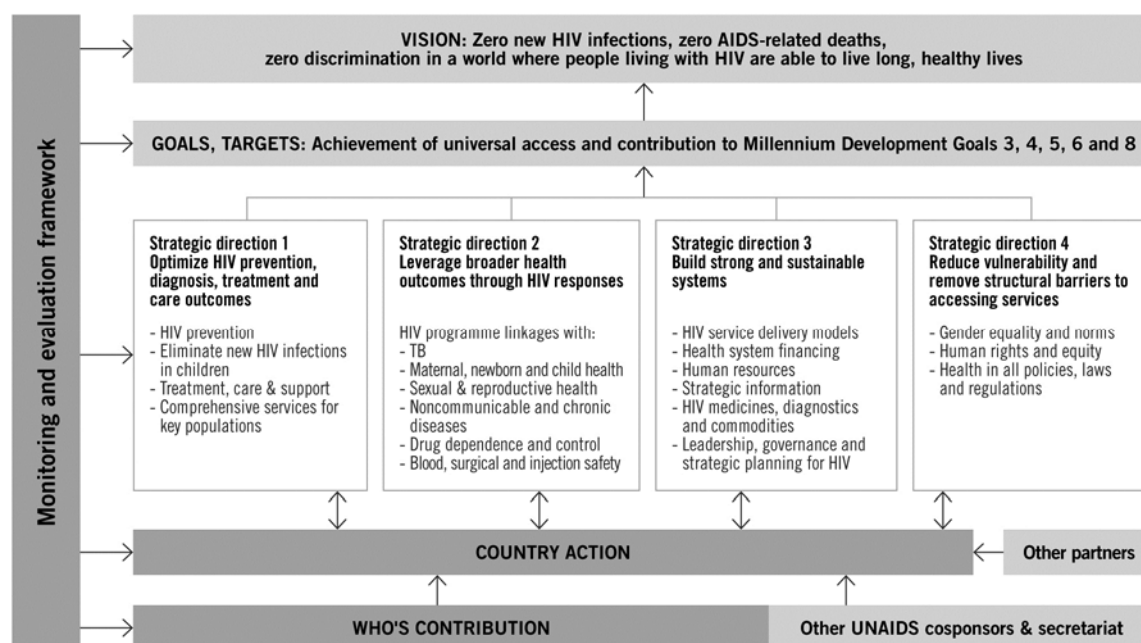 Monitoring and evaluation framework
VISION: Zero new HIV infections, zero AIDS-related deaths,
zero discrimination in a world where people living with HIV are able to live long, healthy lives
GOALS, TARGETS: Achievement of universal access and contribution to Millennium Development Goals 3, 4, 5, 6 and 8
Strategic direction 1
Optimize HIV prevention,
diagnosis, treatment and
care outcomes
- HIV prevention
- Eliminate new HIV infections
in children
- Treatment, care & support
- Comprehensive services for
key populations
Strategic direction 2
Leverage broader health
outcomes through HIV responses
HIV programme linkages with:
- TB
- Maternal, newborn and child health
- Sexual & reproductive health
- Noncommunicable and chronic
diseases
- Drug dependence and control
- Blood, surgical and injection safety
Strategic direction 3
Build strong and sustainable
systems
- HIV service delivery models
- Health system financing
- Human resources
- Strategic information
- HIV medicines, diagnostics
and commodities
- Leadership, governance and
strategic planning for HIV
Strategic direction 4
Reduce vulnerability and
remove structural barriers to
accessing services
- Gender equality and norms
- Human rights and equity
- Health in all policies, laws
and regulations
COUNTRY ACTION
Other partners
WHO'S CONTRIBUTION
Other UNAIDS cosponsors & secretariat